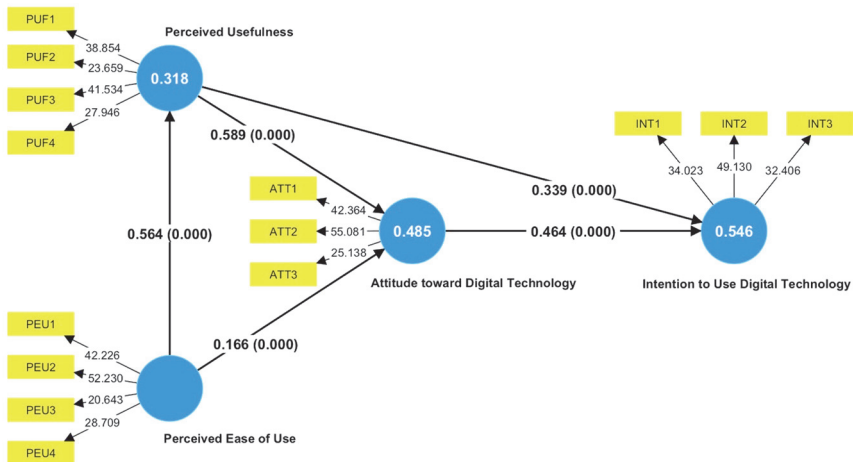 PUF1
Perceived Usefulness
38.854
PUF2
23.659
0.318
PUF3
41.534
27.946
PUF4
INT1
INT2
INT3
0.589 (0.000)
34.023
49.130
32.406
ATT1
0.339 (0.000)
42.364
ATT2
55.081
0.485
0.464 (0.000)
0.546
0.564 (0.000)
25.138
ATT3
Attitude toward Digital Technology
Intention to Use Digital Technology
PEU1
0.166 (0.000)
42.226
PEU2
52.230
PEU3
20.643
28.709
PEU4
Perceived Ease of Use